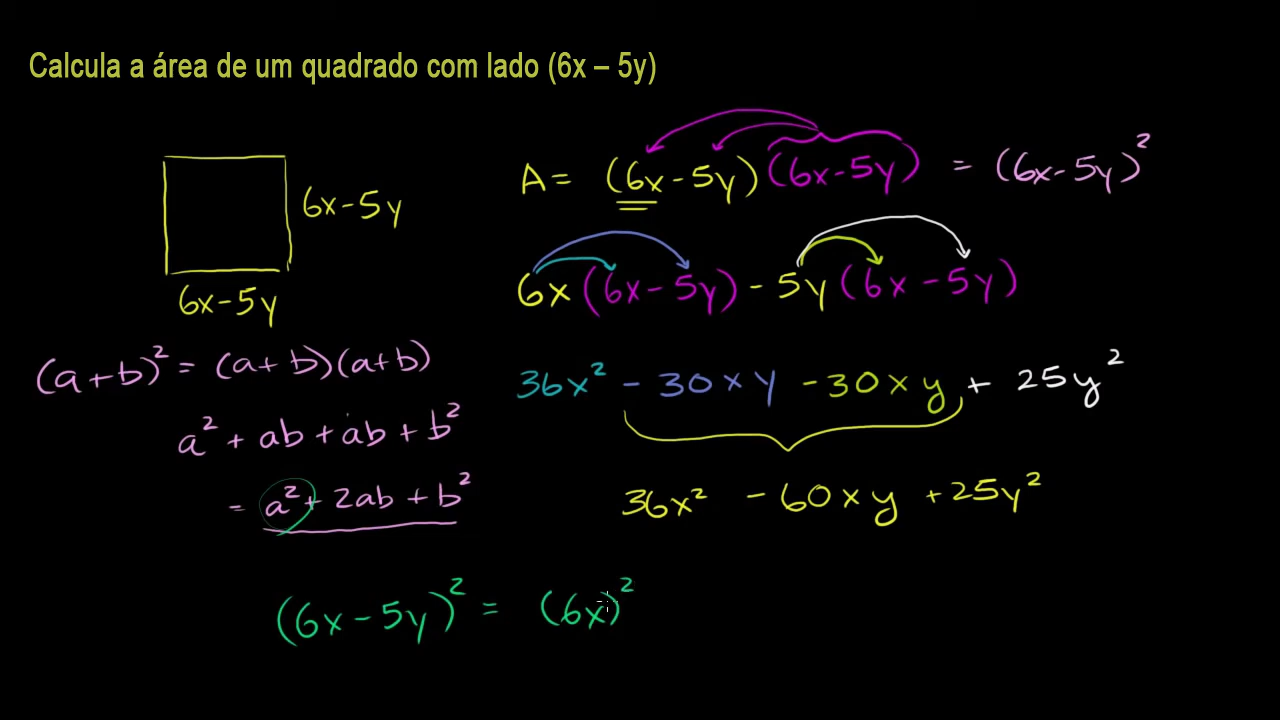 Calcula a área de um quadrado com lado (6x – 5y)
A = (6x - 5y)(6x - 5y) = (6x - 5y)²
6x - 5y
6x - 5y
6x(6x - 5y) - 5y(6x - 5y)
(a + b)² = (a + b)(a + b)
36x² - 30xy - 30xy + 25y²
a² + ab + ab + b²
= a² + 2ab + b²
36x² - 60xy + 25y²
(6x - 5y)² = (6x)²